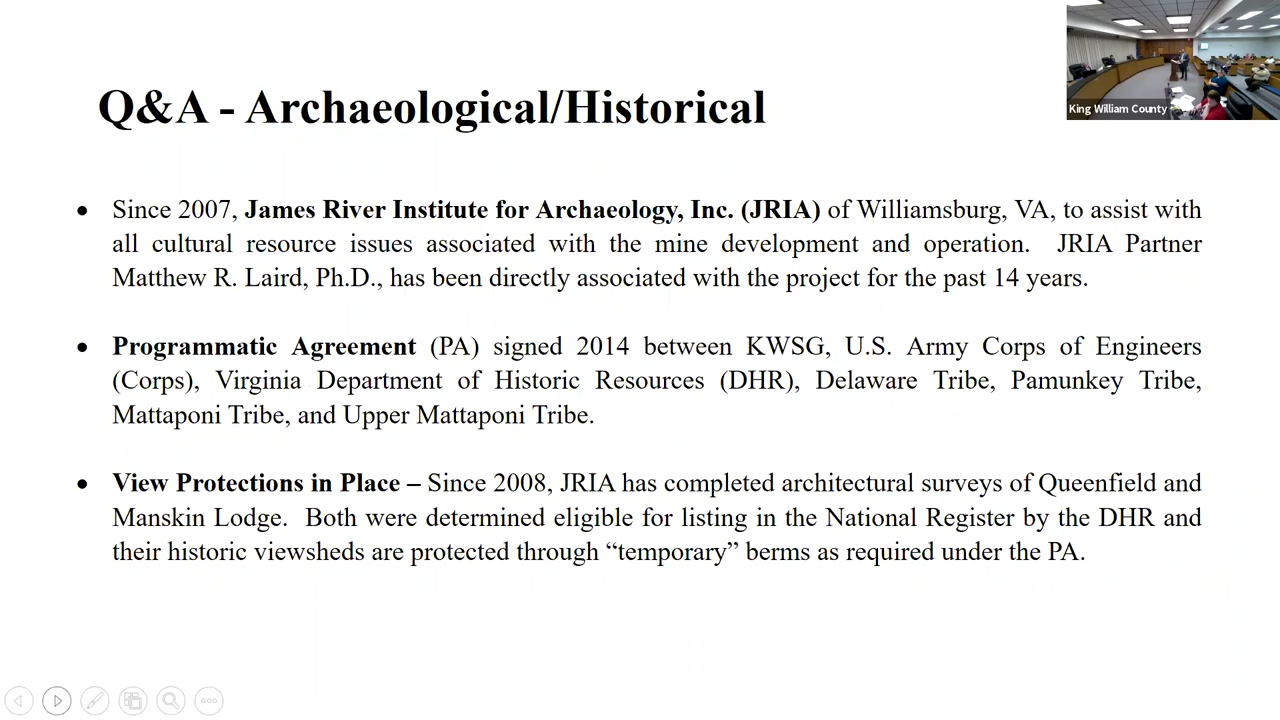 Q&A - Archaeological/Historical
King William County
• Since 2007, James River Institute for Archaeology, Inc. (JRIA) of Williamsburg, VA, to assist with
all cultural resource issues associated with the mine development and operation. JRIA Partner
Matthew R. Laird, Ph.D., has been directly associated with the project for the past 14 years.
• Programmatic Agreement (PA) signed 2014 between KWSG, U.S. Army Corps of Engineers
(Corps), Virginia Department of Historic Resources (DHR), Delaware Tribe, Pamunkey Tribe,
Mattaponi Tribe, and Upper Mattaponi Tribe.
• View Protections in Place – Since 2008, JRIA has completed architectural surveys of Queenfield and
Manskin Lodge. Both were determined eligible for listing in the National Register by the DHR and
their historic viewsheds are protected through “temporary” berms as required under the PA.